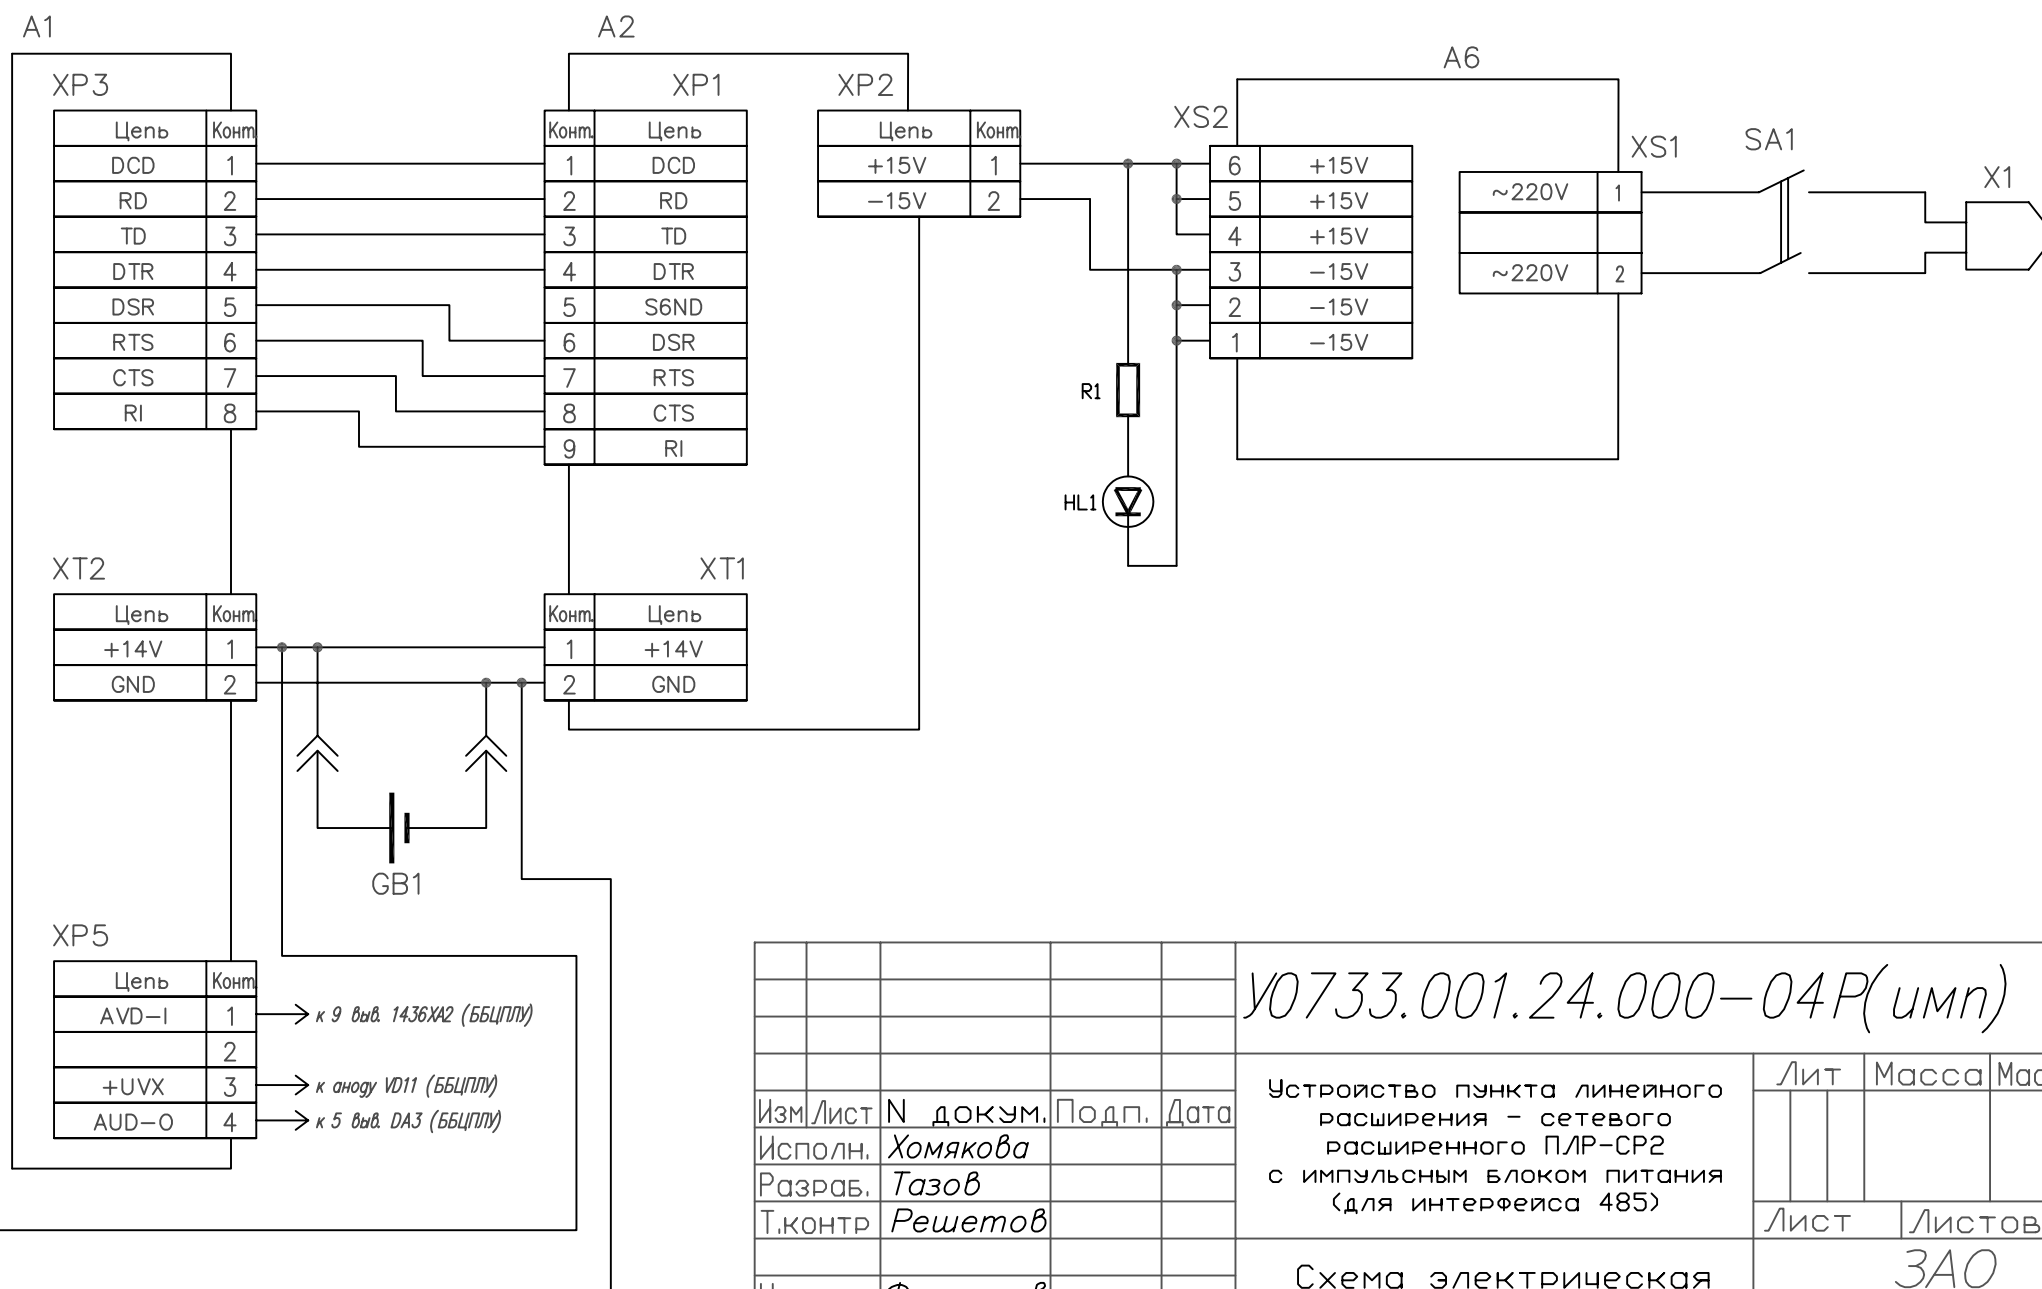 A1
A2
A6
XP3
XP1
XP2
XS2
XS1
SA1
X1
Цепь Конт
DCD 1
RD 2
TD 3
DTR 4
DSR 5
RTS 6
CTS 7
RI 8
Конт. Цепь
1 DCD
2 RD
3 TD
4 DTR
5 S6ND
6 DSR
7 RTS
8 CTS
9 RI
Цепь Конт
+15V 1
-15V 2
6 +15V
5 +15V
4 +15V
3 -15V
2 -15V
1 -15V
~220V 1
~220V 2
R1
HL1
XT2
XT1
Цепь Конт
+14V 1
GND 2
Конт. Цепь
1 +14V
2 GND
GB1
XP5
Цепь Конт
AVD-I 1 к 9 выв. 1436ХА2 (ББЦПЛУ)
2
+UVX 3 к аноду VD11 (ББЦПЛУ)
AUD-O 4 к 5 выв. DA3 (ББЦПЛУ)
У0733.001.24.000-04Р(имп)
Изм Лист N докум. Подп. Дата
Исполн. Хомякова
Разраб. Тазов
Т.контр Решетов
Устройство пункта линейного
расширения - сетевого
расширенного ПЛР-СР2
с импульсным блоком питания
(для интерфейса 485)
Лит Масса
Лист Листов
Схема электрическая
ЗАО